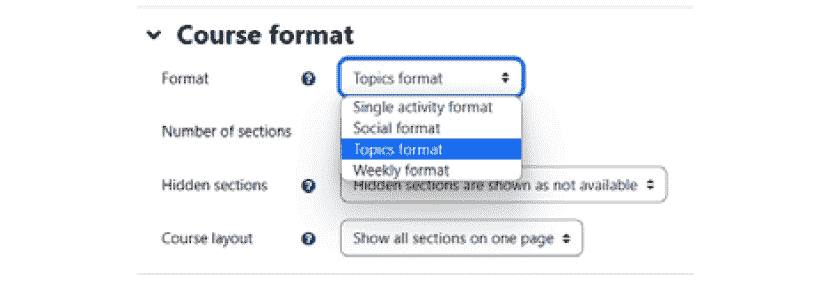 Course format
Format Topics format
Single activity format
Social format
Number of sections
Topics format
Weekly format
Hidden sections Hidden sections are shown as not available
Course layout Show all sections on one page